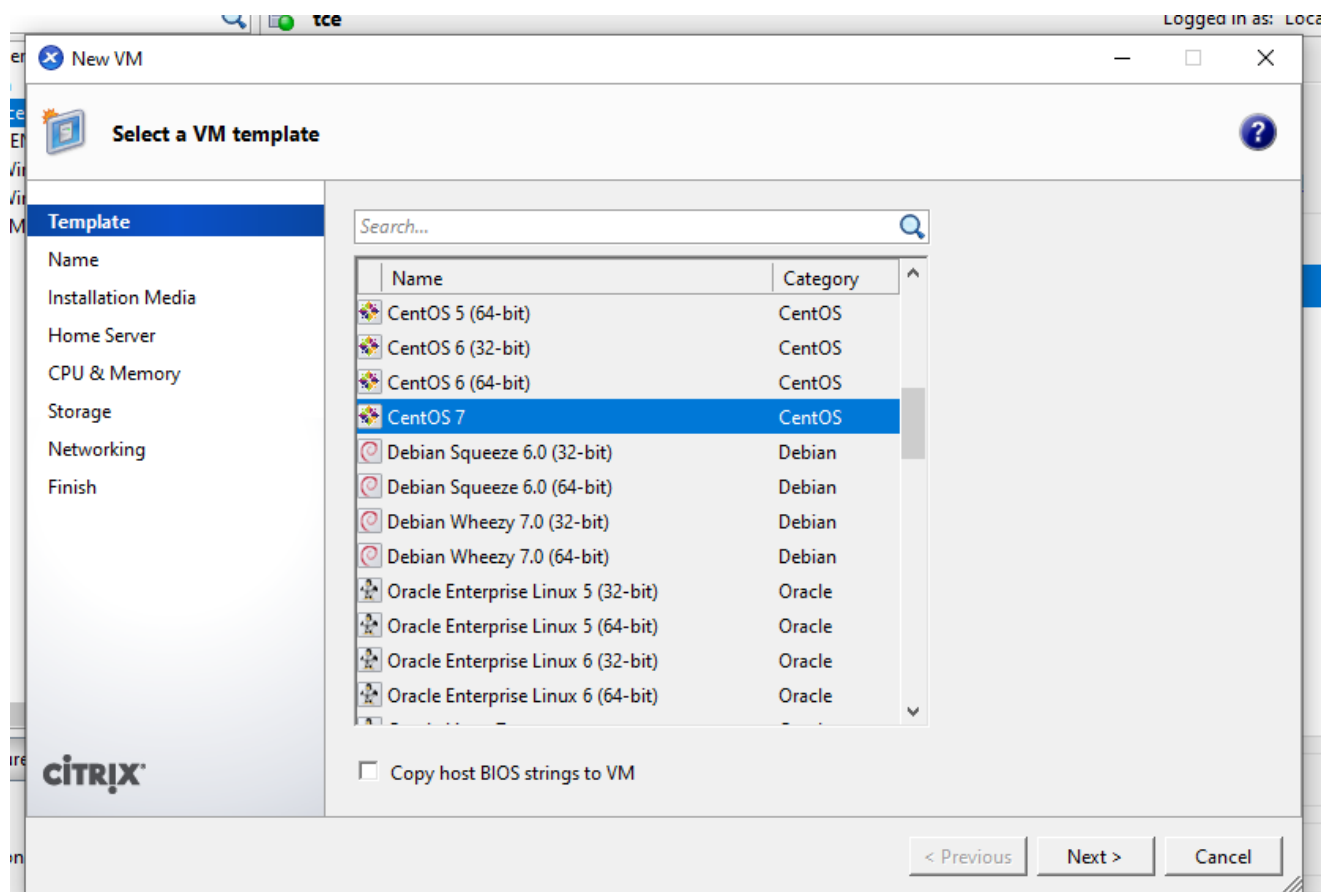 tce
Logged in as: Loca
New VM
Select a VM template
Template
Name
Installation Media
Home Server
CPU & Memory
Storage
Networking
Finish
CITRIX
Search...
Name Category
CentOS 5 (64-bit) CentOS
CentOS 6 (32-bit) CentOS
CentOS 6 (64-bit) CentOS
CentOS 7 CentOS
Debian Squeeze 6.0 (32-bit) Debian
Debian Squeeze 6.0 (64-bit) Debian
Debian Wheezy 7.0 (32-bit) Debian
Debian Wheezy 7.0 (64-bit) Debian
Oracle Enterprise Linux 5 (32-bit) Oracle
Oracle Enterprise Linux 5 (64-bit) Oracle
Oracle Enterprise Linux 6 (32-bit) Oracle
Oracle Enterprise Linux 6 (64-bit) Oracle
Copy host BIOS strings to VM
< Previous Next > Cancel